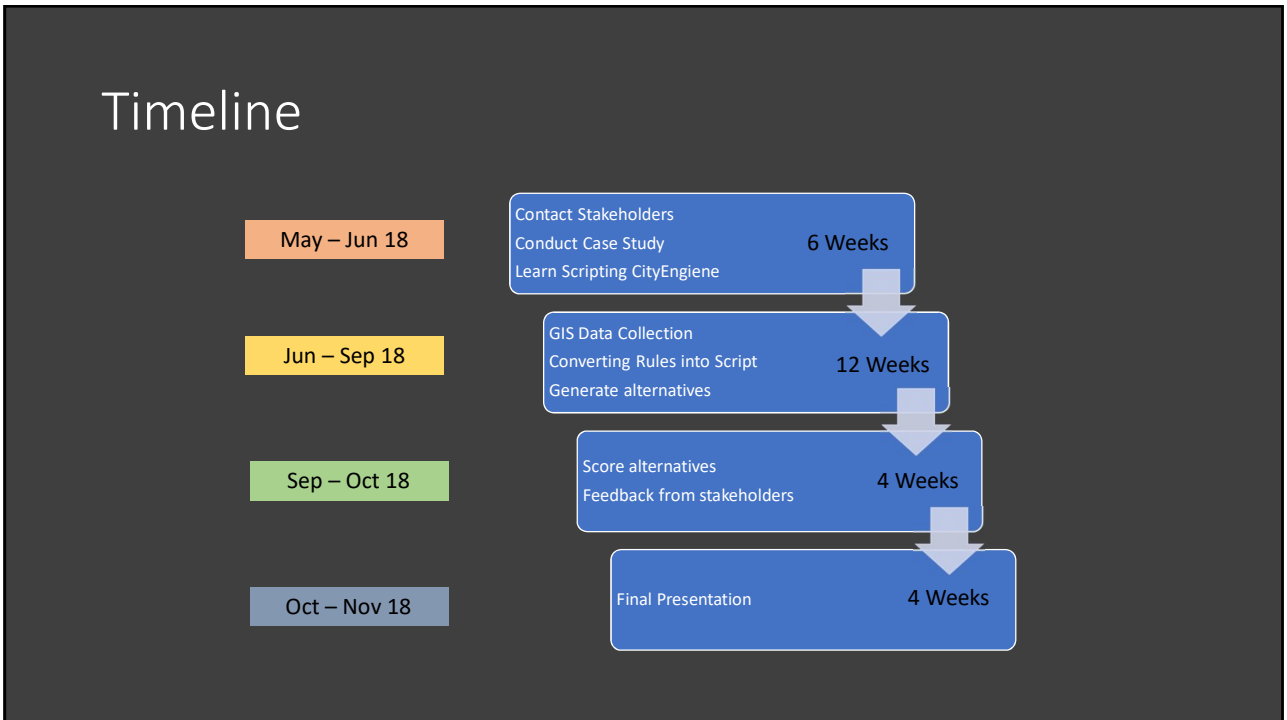 Timeline
May – Jun 18
Contact Stakeholders
Conduct Case Study
Learn Scripting CityEngiene
6 Weeks
Jun – Sep 18
GIS Data Collection
Converting Rules into Script
Generate alternatives
12 Weeks
Sep – Oct 18
Score alternatives
Feedback from stakeholders
4 Weeks
Oct – Nov 18
Final Presentation
4 Weeks